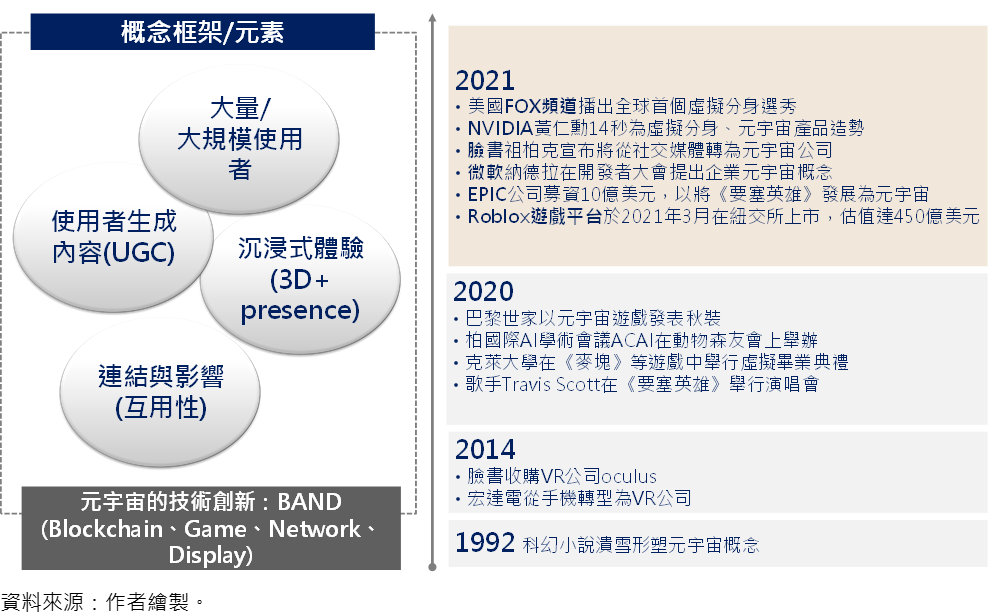 概念框架/元素
大量/
大規模使用
者
使用者生成
內容(UGC)
沉浸式體驗
(3D+
presence)
連結與影響
(互用性)
元宇宙的技術創新：BAND
(Blockchain、Game、Network、
Display)
2021
・美國FOX頻道播出全球首個虛擬分身選秀
・NVIDIA黃仁勳14秒為虛擬分身、元宇宙產品造勢
・臉書祖柏克宣布將從社交媒體轉為元宇宙公司
・微軟納德拉在開發者大會提出企業元宇宙概念
・EPIC公司募資10億美元，以將《要塞英雄》發展為元宇宙
・Roblox遊戲平台於2021年3月在紐交所上市，估值達450億美元
2020
・巴黎世家以元宇宙遊戲發表秋裝
・柏國際AI學術會議ACAI在動物森友會上舉辦
・克萊大學在《麥塊》等遊戲中舉行虛擬畢業典禮
・歌手Travis Scott在《要塞英雄》舉行演唱會
2014
・臉書收購VR公司oculus
・宏達電從手機轉型為VR公司
1992 科幻小說潰雪形塑元宇宙概念
資料來源：作者繪製。